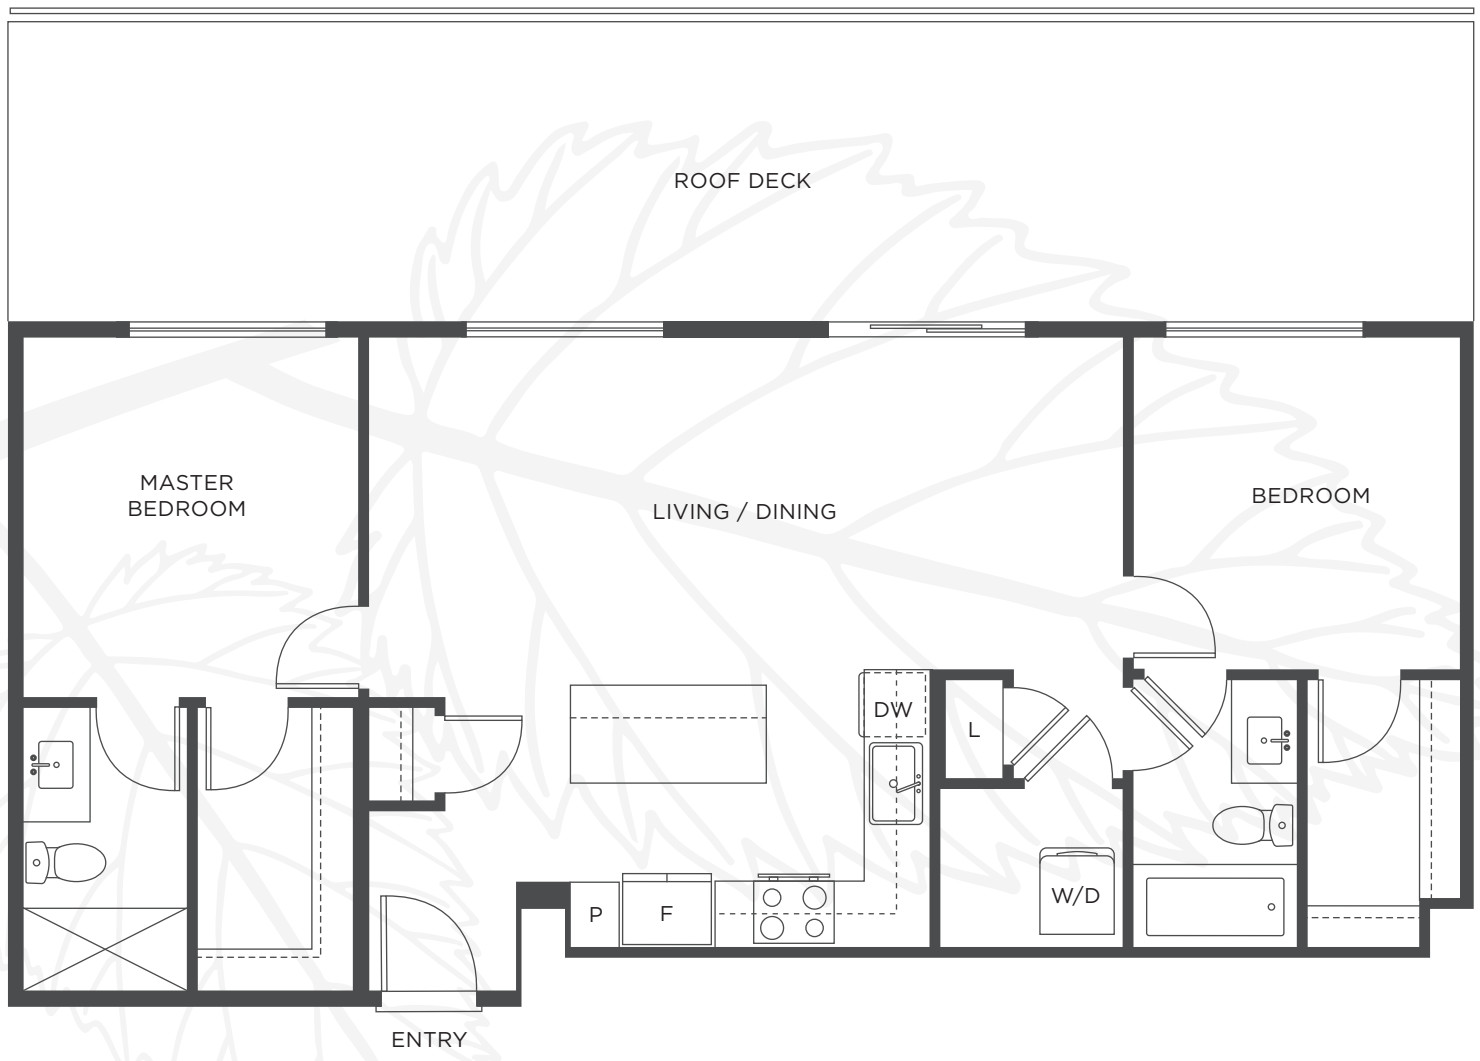 ROOF DECK
MASTER
BEDROOM
LIVING / DINING
BEDROOM
DW
L
P
F
W/D
ENTRY